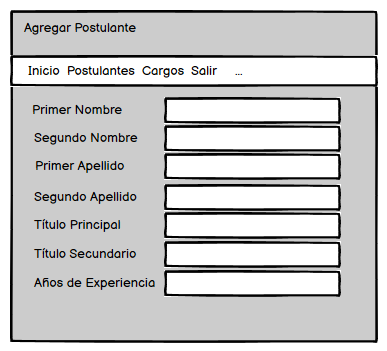 Agregar Postulante
Inicio Postulantes Cargos Salir ...
Primer Nombre
Segundo Nombre
Primer Apellido
Segundo Apellido
Título Principal
Título Secundario
Años de Experiencia